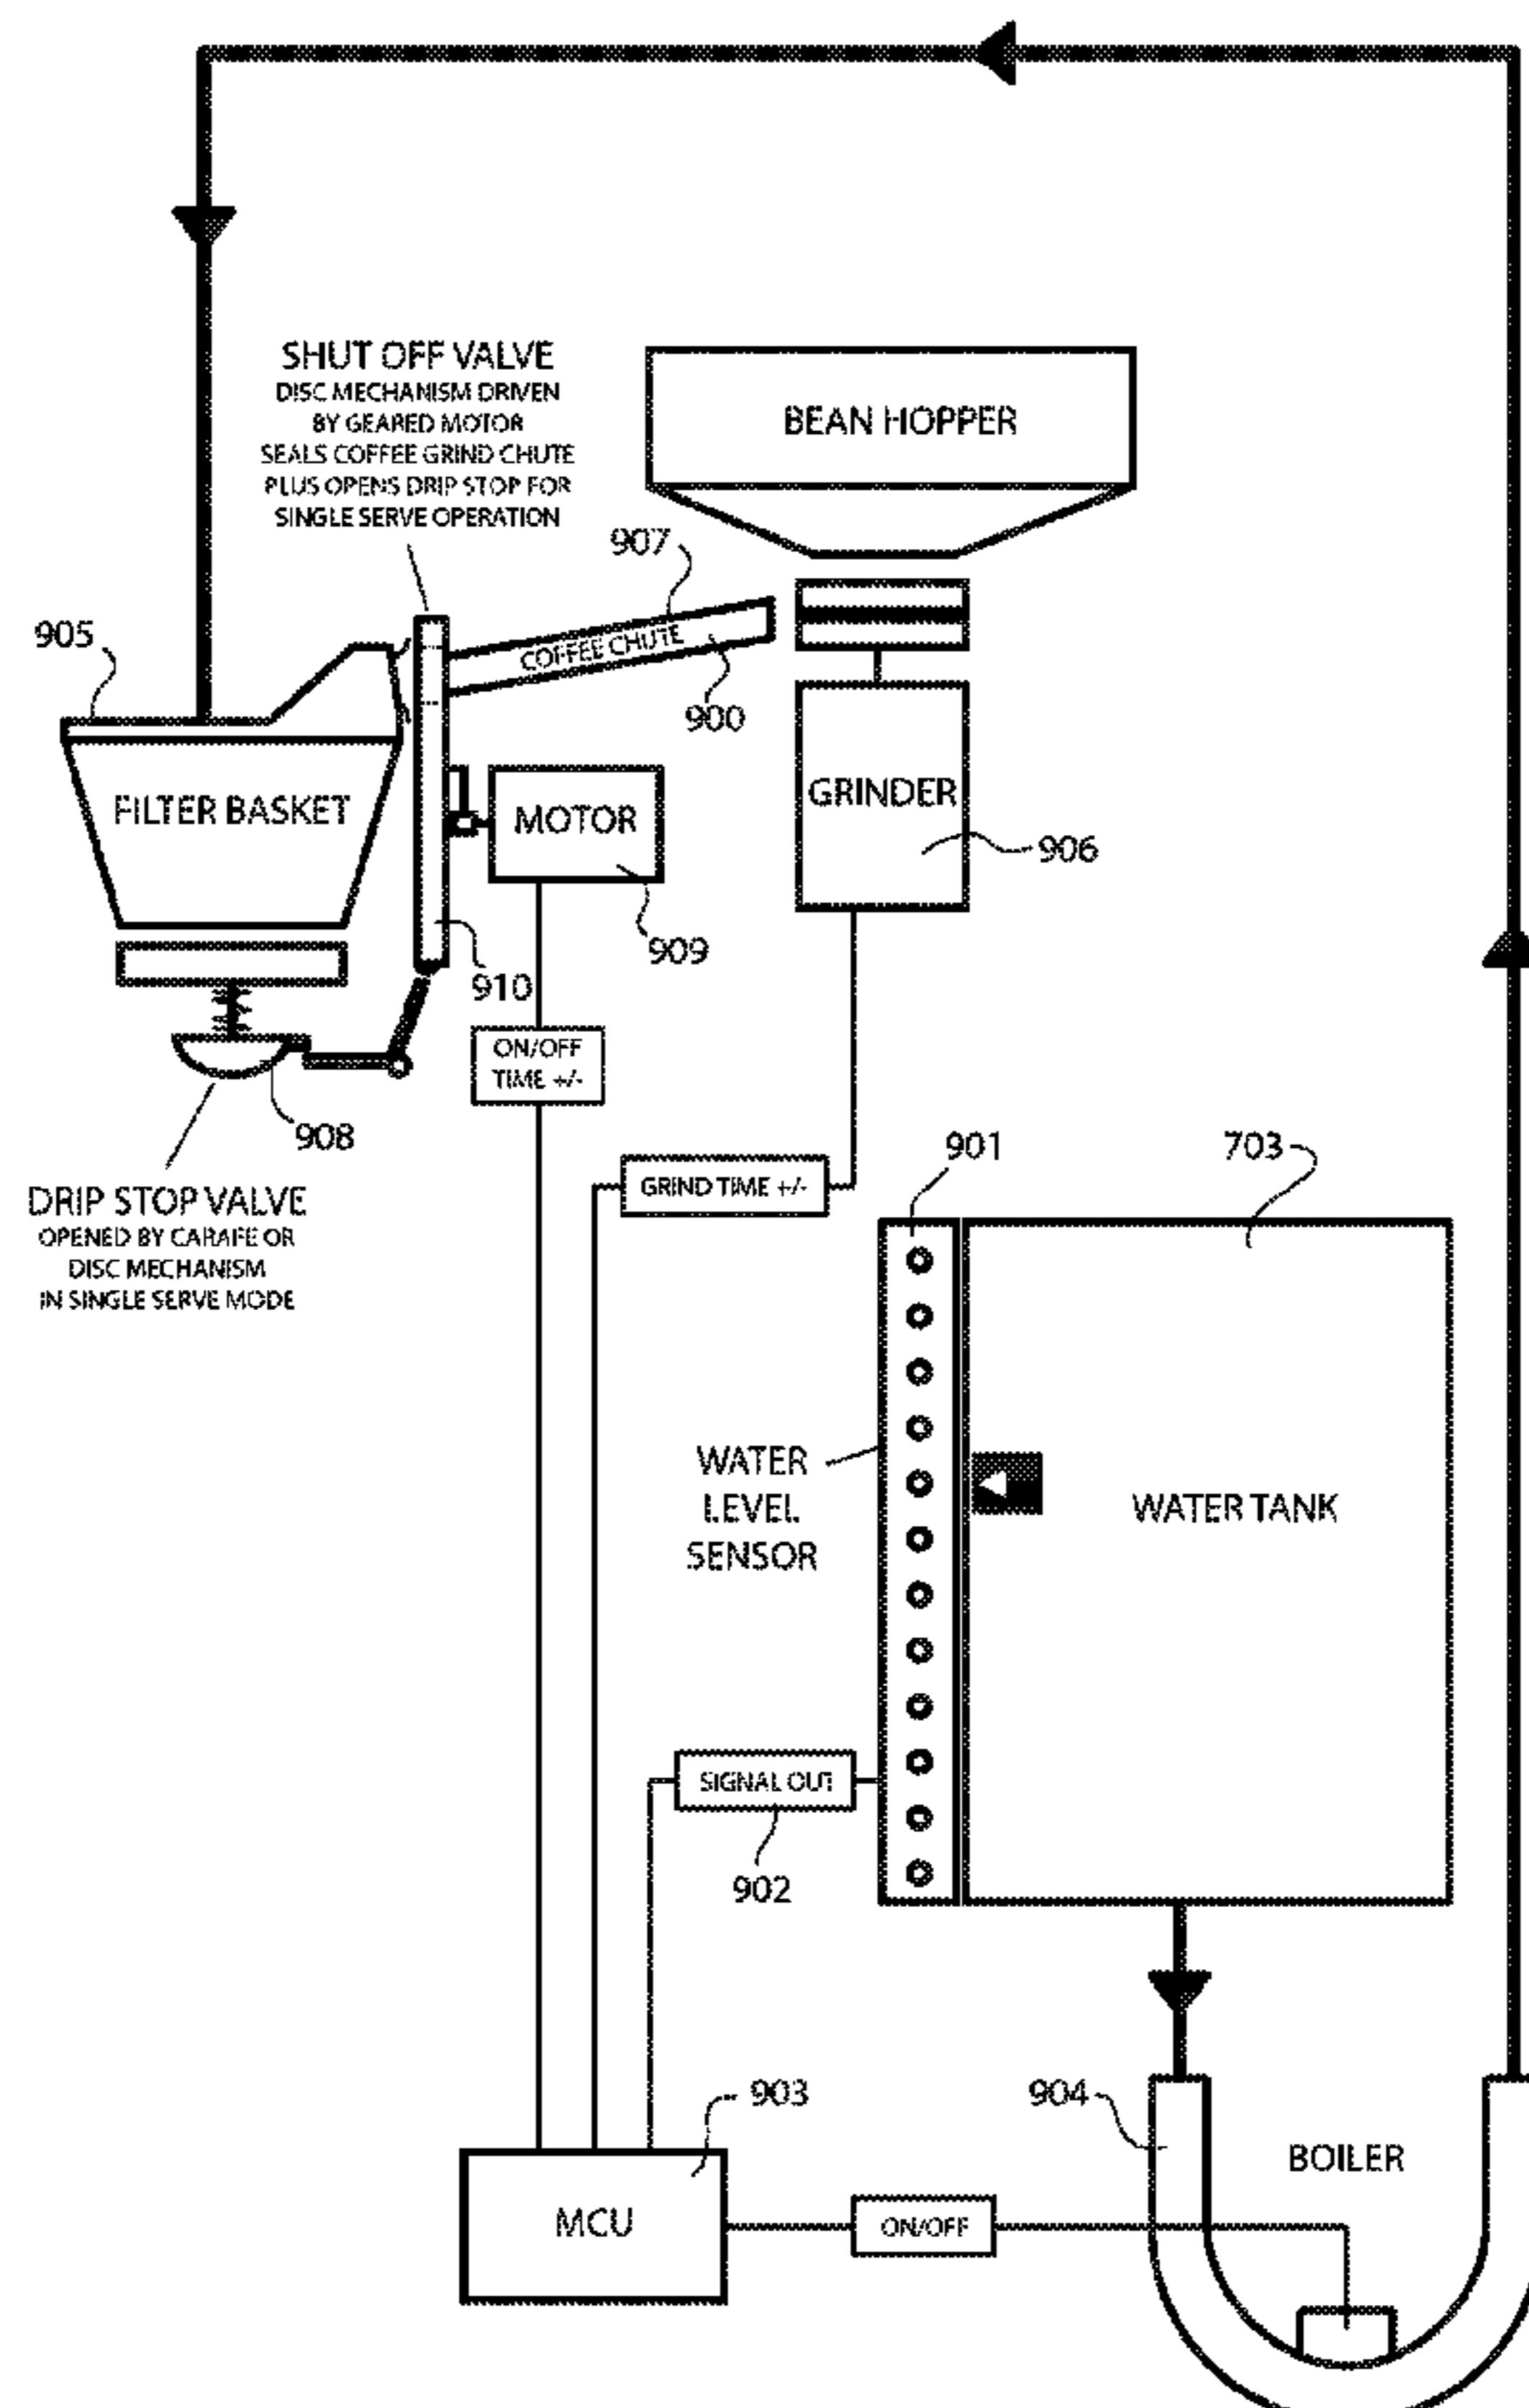 SHUT OFF VALVE
DISC MECHANISM DRIVEN
BY GEARED MOTOR
SEALS COFFEE GRIND CHUTE
PLUS OPENS DRIP STOP FOR
SINGLE SERVE OPERATION
BEAN HOPPER
907
905
COFFEE CHUTE
900
FILTER BASKET
MOTOR
GRINDER
906
909
910
ON/OFF
TIME +/-
908
901
703
GRIND TIME +/-
DRIP STOP VALVE
OPENED BY CARAFE OR
DISC MECHANISM
IN SINGLE SERVE MODE
WATER
LEVEL
SENSOR
WATER TANK
SIGNAL OUT
902
903
904
BOILER
MCU
ON/OFF